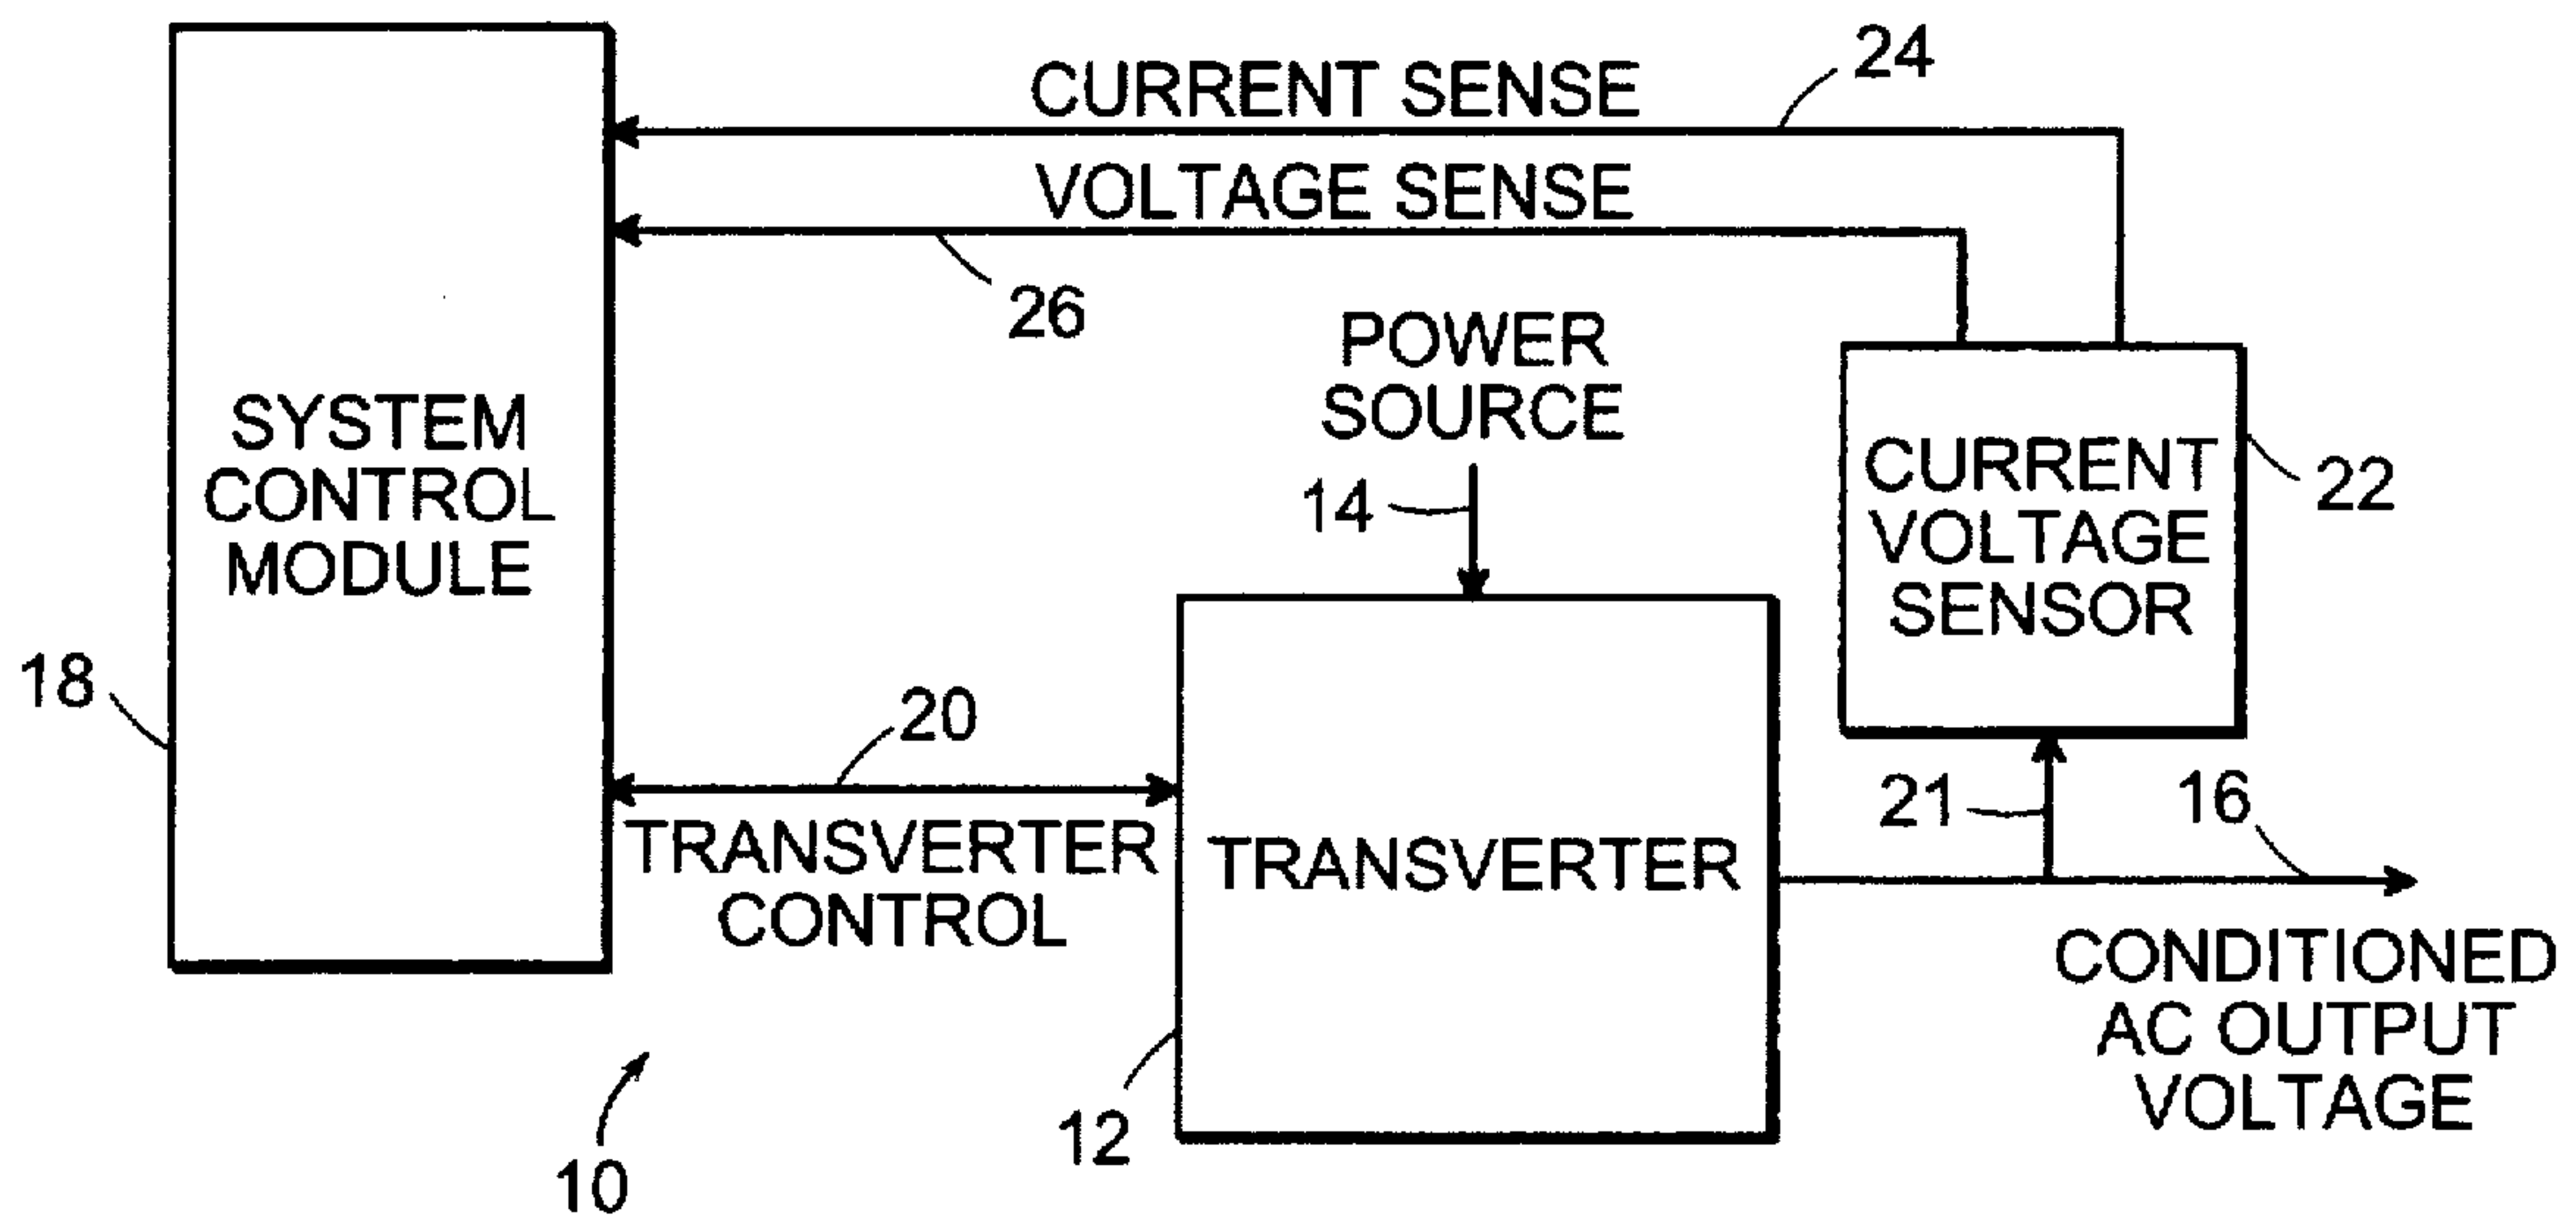 24
CURRENT SENSE
VOLTAGE SENSE
26
POWER
SOURCE
14
SYSTEM
CONTROL
MODULE
CURRENT
VOLTAGE
SENSOR
22
18
20
TRANSVERTER
CONTROL
TRANSVERTER
21
16
CONDITIONED
AC OUTPUT
VOLTAGE
12
10